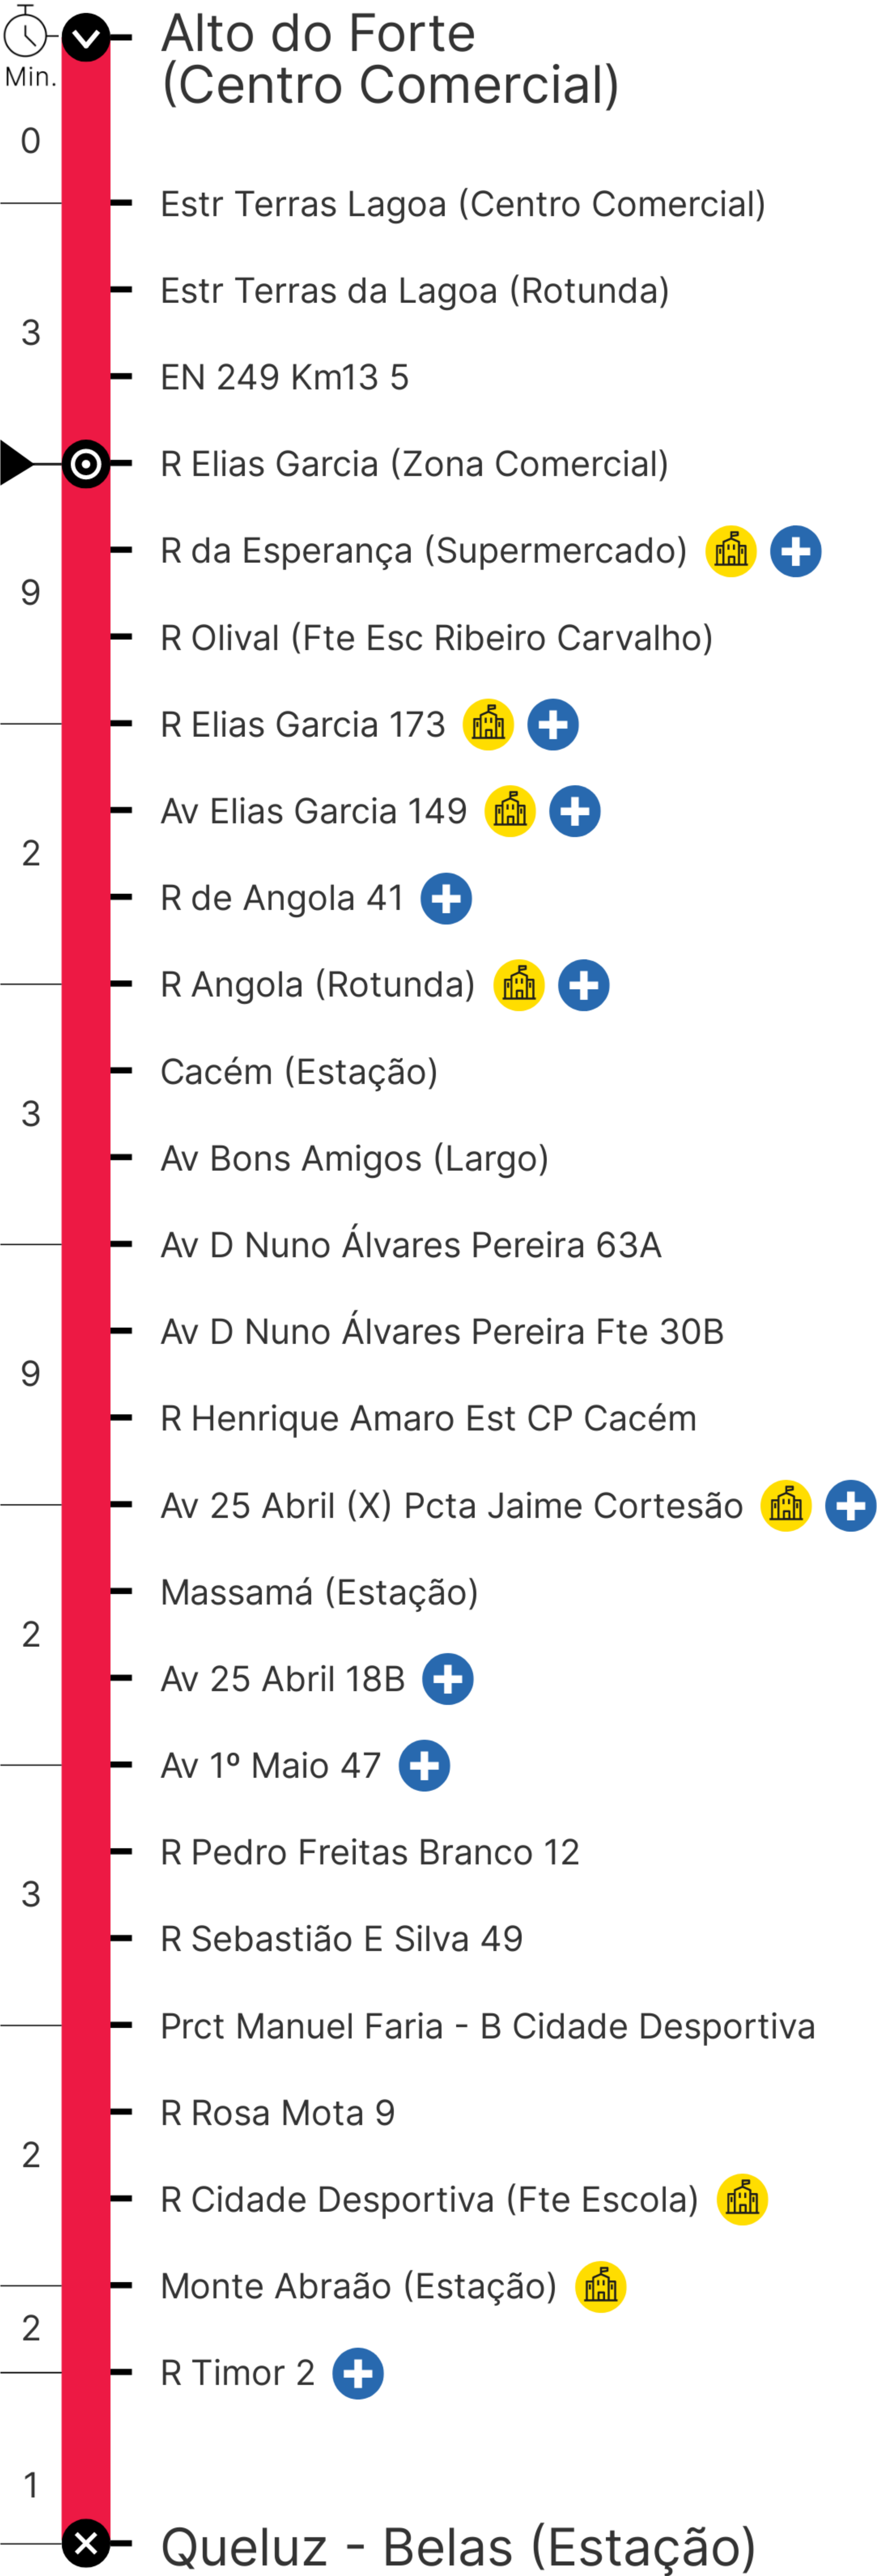 Min.
Alto do Forte
(Centro Comercial)
0
Estr Terras Lagoa (Centro Comercial)
Estr Terras da Lagoa (Rotunda)
3
EN 249 Km13 5
R Elias Garcia (Zona Comercial)
R da Esperança (Supermercado)
9
R Olival (Fte Esc Ribeiro Carvalho)
R Elias Garcia 173
Av Elias Garcia 149
2
R de Angola 41
R Angola (Rotunda)
Cacém (Estação)
3
Av Bons Amigos (Largo)
Av D Nuno Álvares Pereira 63A
Av D Nuno Álvares Pereira Fte 30B
9
R Henrique Amaro Est CP Cacém
Av 25 Abril (X) Pcta Jaime Cortesão
Massamá (Estação)
2
Av 25 Abril 18B
Av 1º Maio 47
R Pedro Freitas Branco 12
3
R Sebastião E Silva 49
Prct Manuel Faria - B Cidade Desportiva
R Rosa Mota 9
2
R Cidade Desportiva (Fte Escola)
Monte Abraão (Estação)
2
R Timor 2
1
Queluz - Belas (Estação)